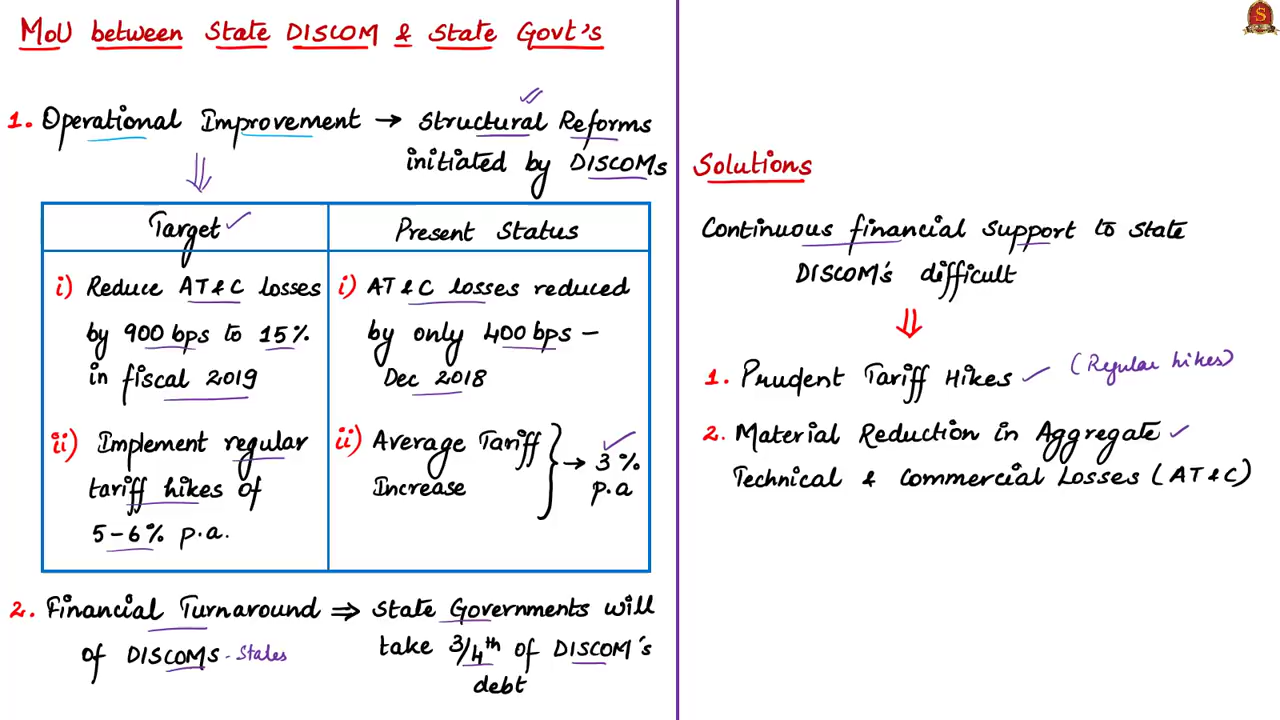 MoU between State DISCOM & State Govt's
1. Operational Improvement → Structural Reforms
initiated by DISCOMs
Target
Present Status
i) Reduce AT&C losses
by 900 bps to 15%
in fiscal 2019
i) AT&C losses reduced
by only 400 bps –
Dec 2018
ii) Implement regular
tariff hikes of
5-6% p.a.
ii) Average Tariff
Increase
→ 3%
p.a
2. Financial Turnaround ⇒ State Governments will
of DISCOMs - States
take 3/4th of DISCOM's
debt
Solutions
Continuous financial support to state
DISCOM's difficult
1. Prudent Tariff Hikes (Regular hikes)
2. Material Reduction in Aggregate
Technical & Commercial Losses (AT&C)
S